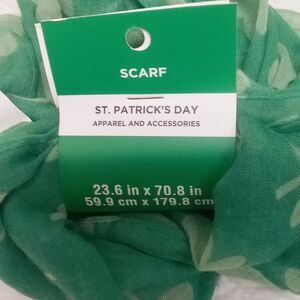 SCARF
ST. PATRICK'S DAY
APPAREL AND ACCESSORIES
23.6 in x 70.8 in
59.9 cm x 179.8 cm